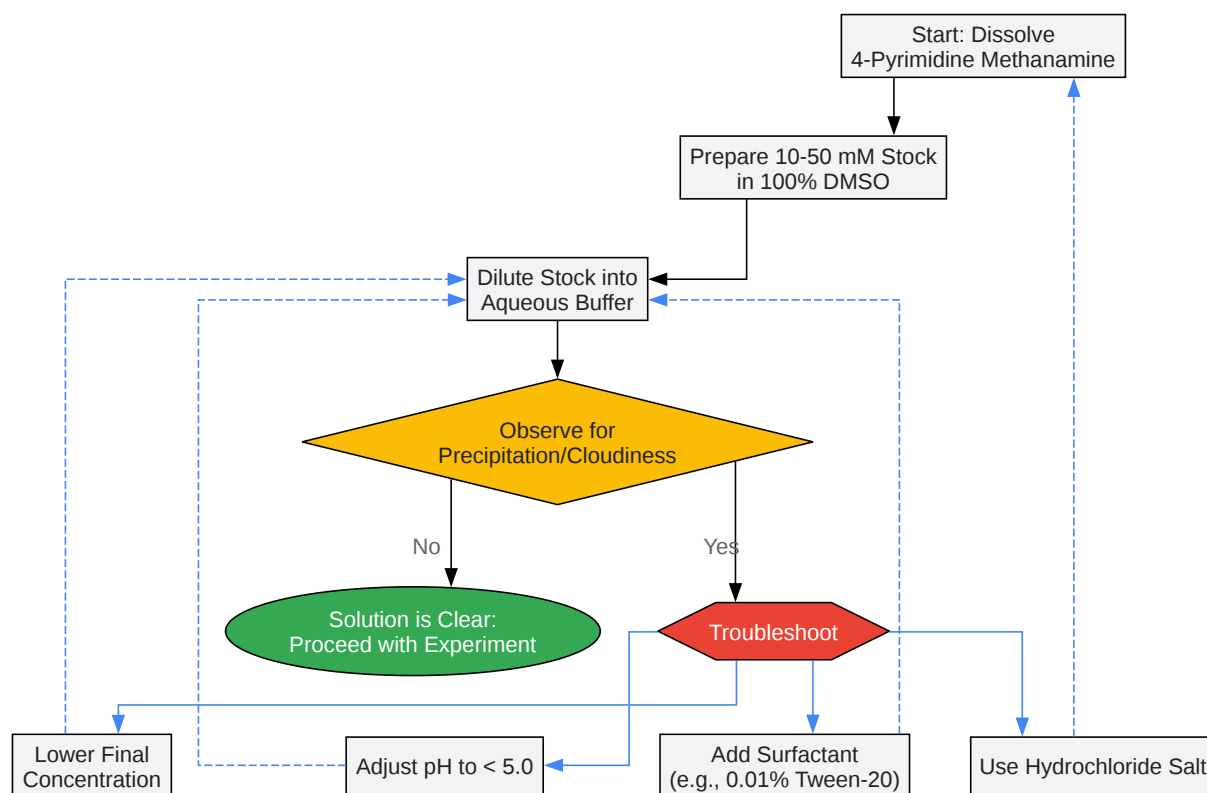 Start: Dissolve
4-Pyrimidine Methanamine
Prepare 10-50 mM Stock
in 100% DMSO
Dilute Stock into
Aqueous Buffer
Observe for
Precipitation/Cloudiness
No
Yes
Solution is Clear:
Proceed with Experiment
Troubleshoot
Lower Final
Concentration
Adjust pH to < 5.0
Add Surfactant
(e.g., 0.01% Tween-20)
Use Hydrochloride Salt